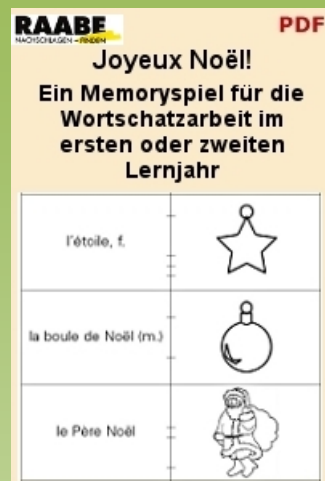 RAABE
NACHSCHLAGEN – FINDEN
PDF
Joyeux Noël!
Ein Memoryspiel für die
Wortschatzarbeit im
ersten oder zweiten
Lernjahr
l'étoile, f.
la boule de Noël (m.)
le Père Noël